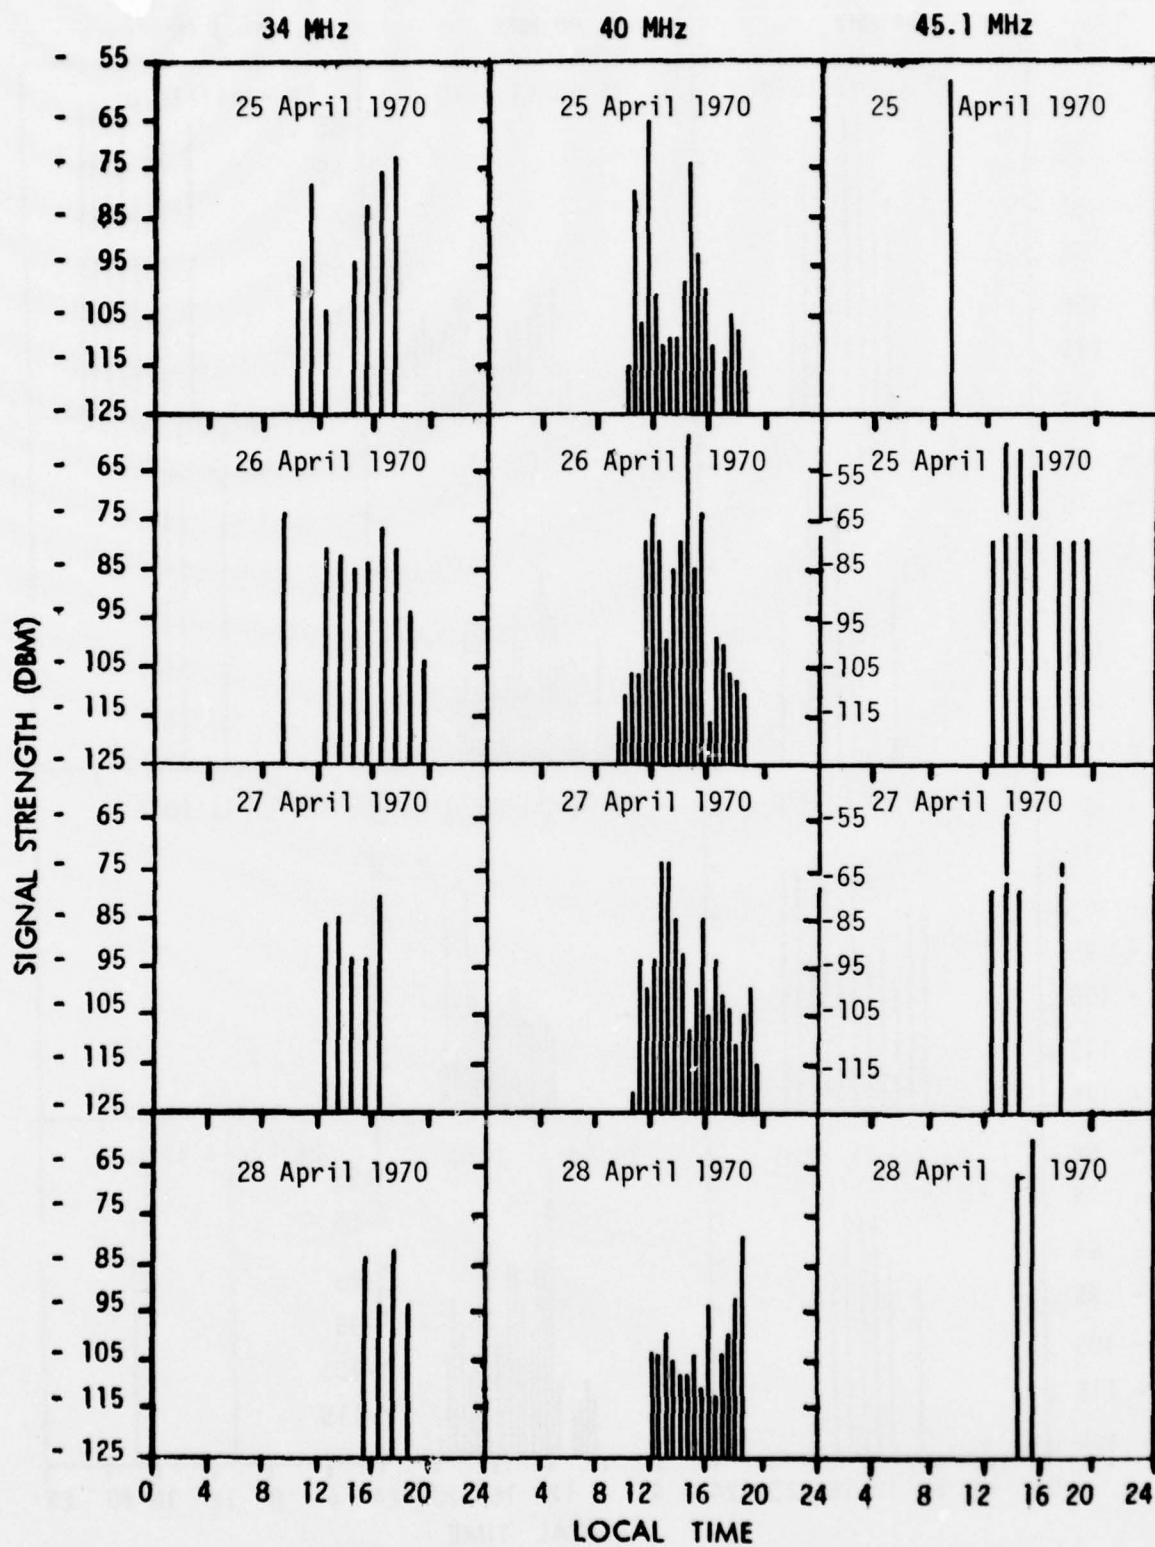 34 MHz 40 MHz 45.1 MHz
- 55
25 April 1970 25 April 1970 25 April 1970
- 65
- 75
- 85
- 95
- 105
- 115
- 125
26 April 1970 26 April 1970 25 April 1970
- 65 -55
- 75 -65
- 85 -85
- 95 -95
- 105 -105
- 115 -115
- 125
27 April 1970 27 April 1970 27 April 1970
- 65 -55
- 75 -65
- 85 -85
- 95 -95
- 105 -105
- 115 -115
- 125
28 April 1970 28 April 1970 28 April 1970
- 65
- 75
- 85
- 95
- 105
- 115
- 125
0 4 8 12 16 20 24 4 8 12 16 20 24 4 8 12 16 20 24
LOCAL TIME
SIGNAL STRENGTH (DBM)